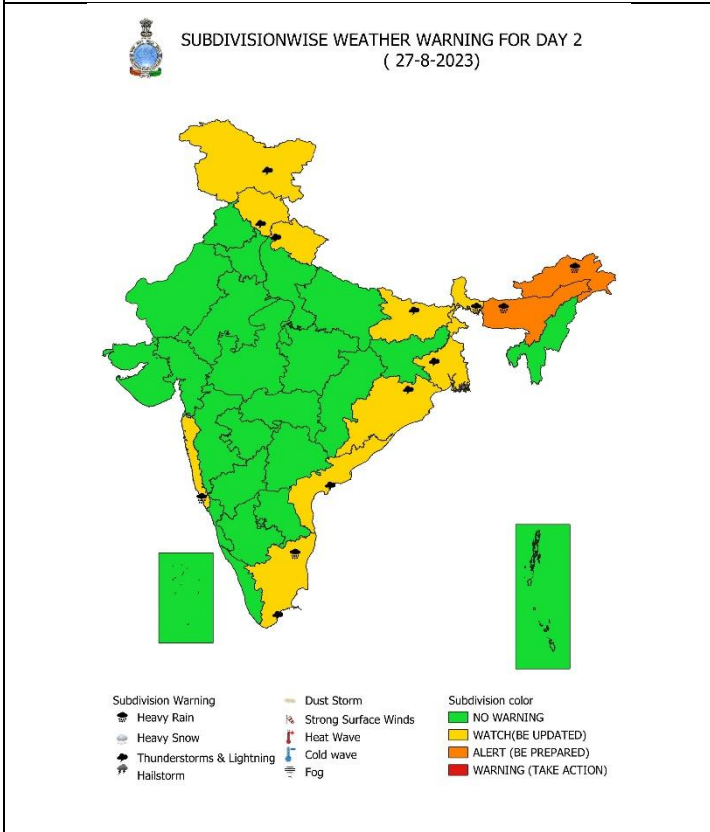 SUBDIVISIONWISE WEATHER WARNING FOR DAY 2
( 27-8-2023)
Subdivision Warning
Heavy Rain
Heavy Snow
Thunderstorms & Lightning
Hailstorm
Dust Storm
Strong Surface Winds
Heat Wave
Cold wave
Fog
Subdivision color
NO WARNING
WATCH(BE UPDATED)
ALERT (BE PREPARED)
WARNING (TAKE ACTION)